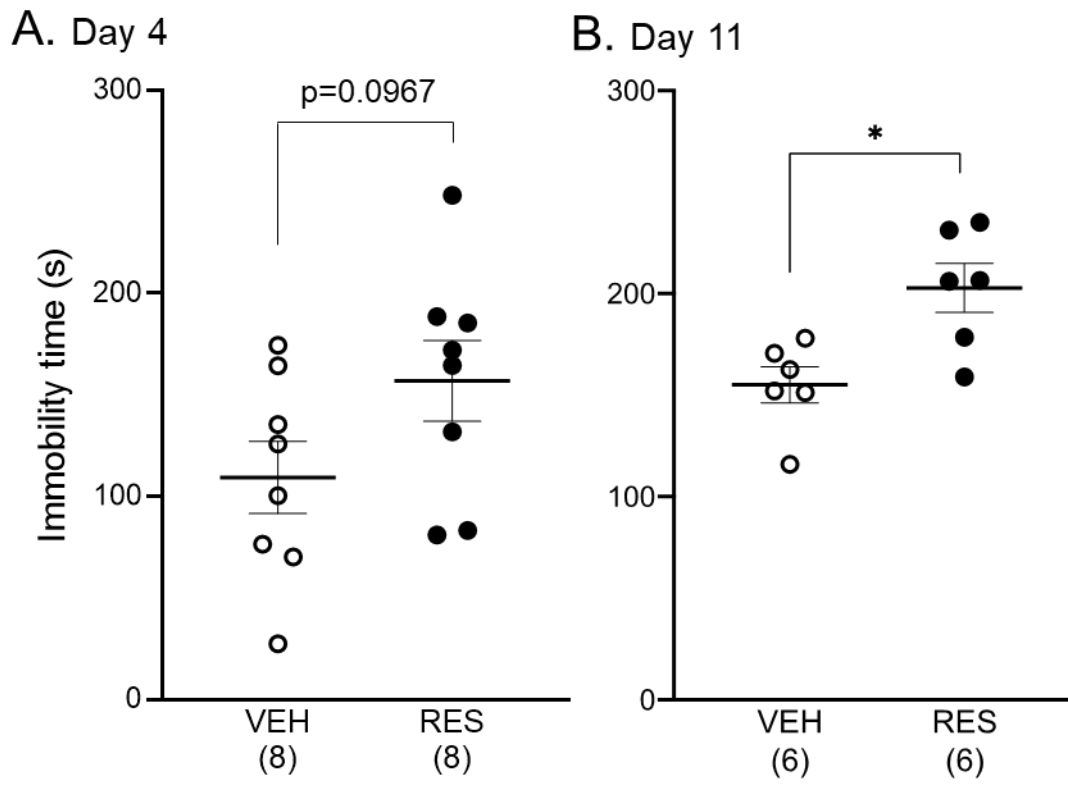 A. Day 4
p=0.0967
300
200
100
0
Immobility time (s)
VEH RES
(8) (8)
B. Day 11
*
300
200
100
0
VEH RES
(6) (6)